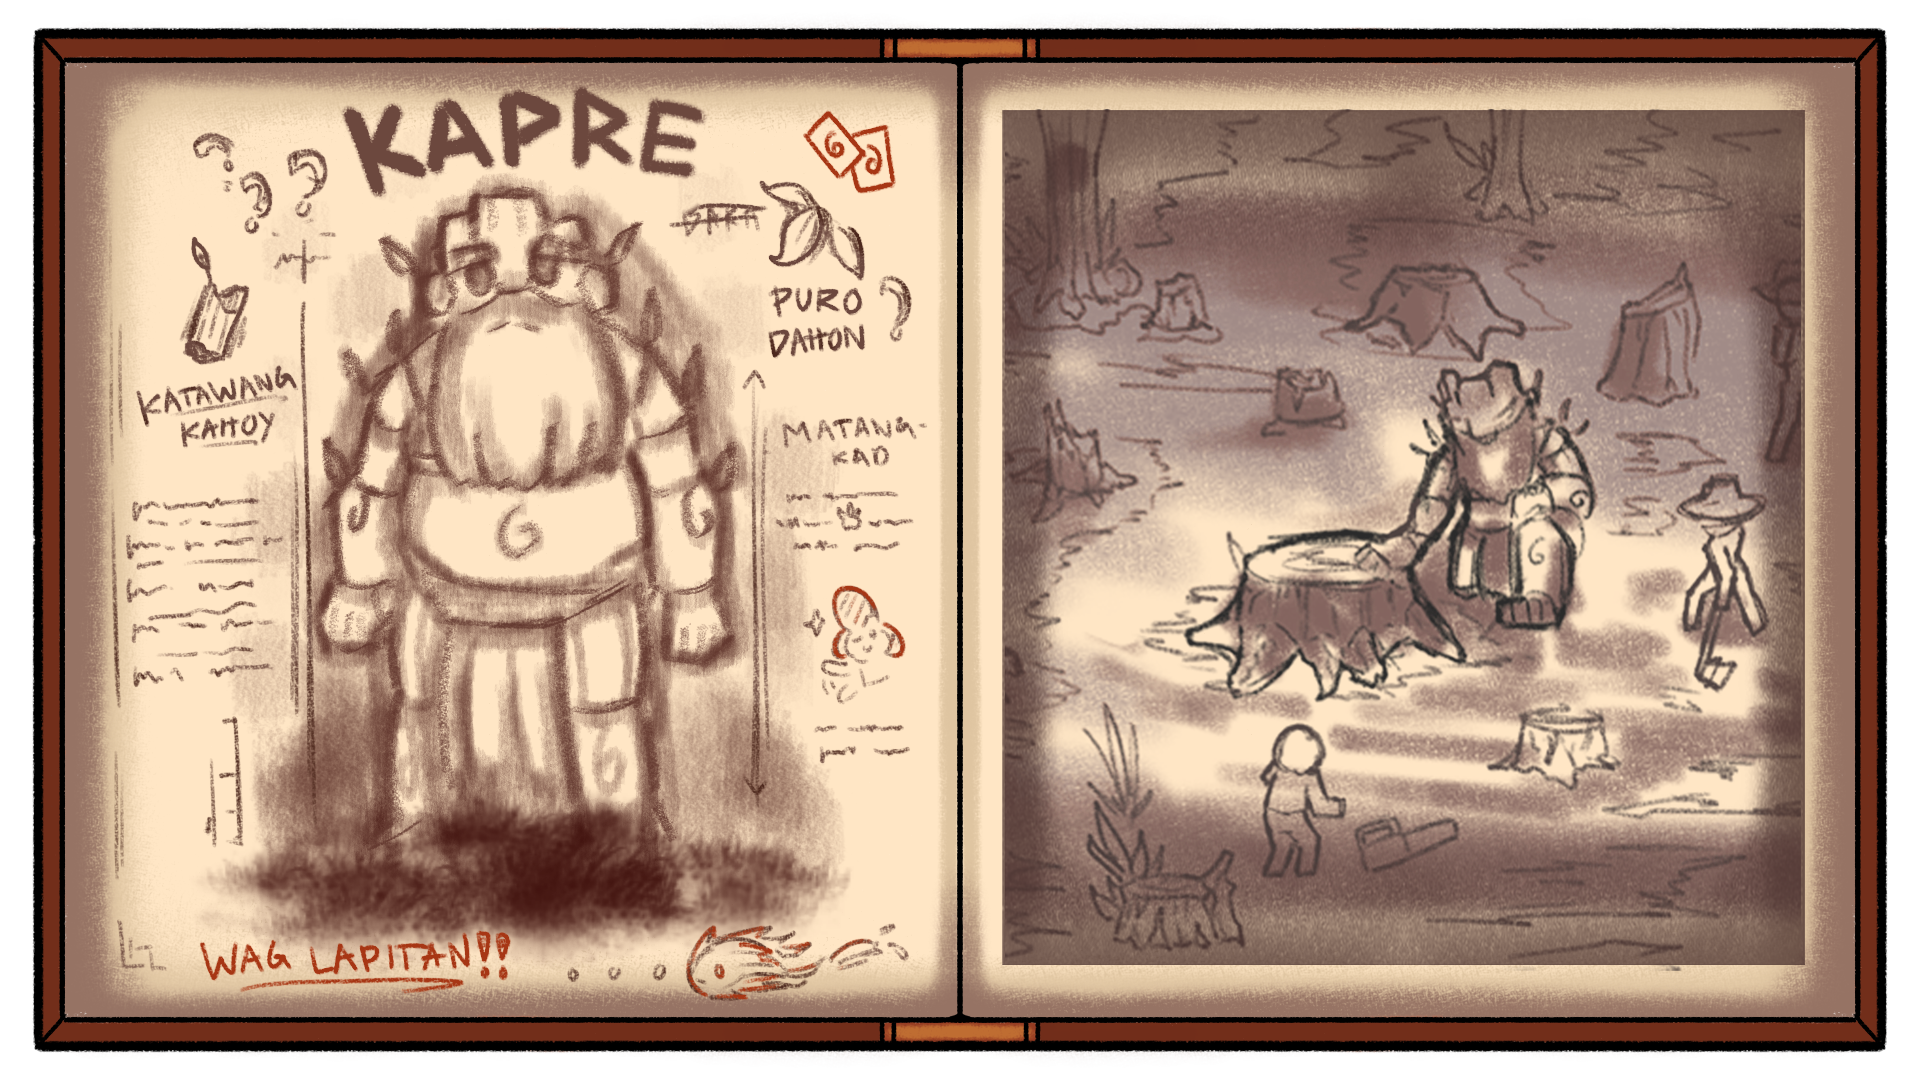 KAPRE
PURO
DAHON ?
KATAWANG
KAHOY
MATANG-
KAD
WAG LAPITAN!!